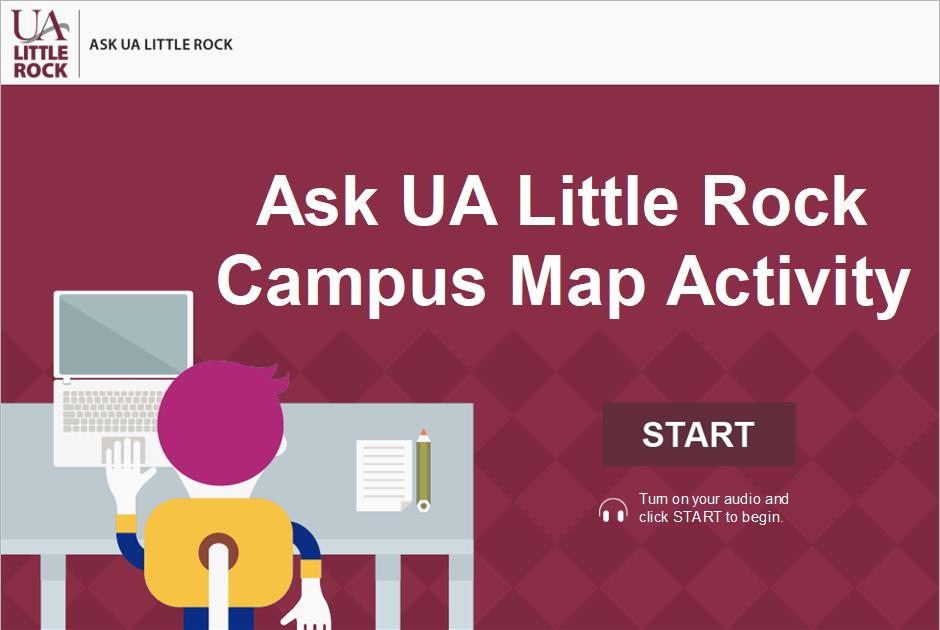 UA
LITTLE
ROCK
ASK UA LITTLE ROCK
Ask UA Little Rock
Campus Map Activity
START
Turn on your audio and
click START to begin.